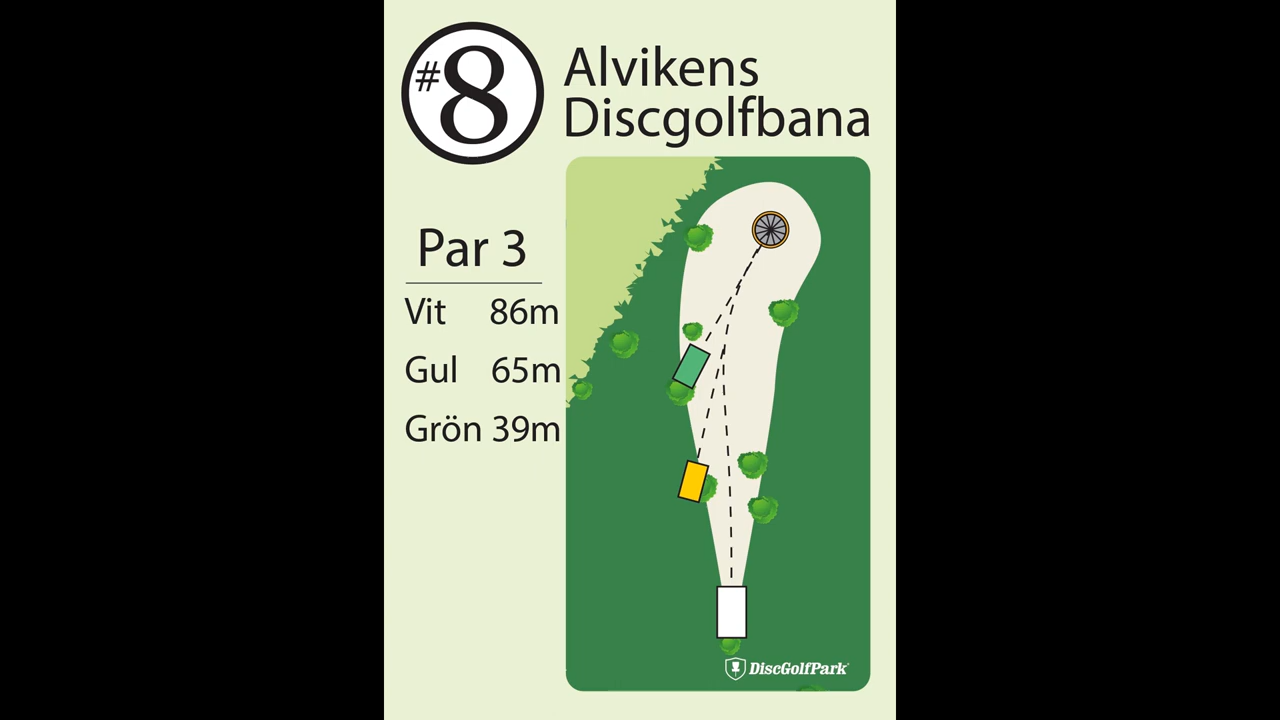 #8
Alvikens
Discgolfbana
Par 3
Vit 86m
Gul 65m
Grön 39m
DiscGolfPark